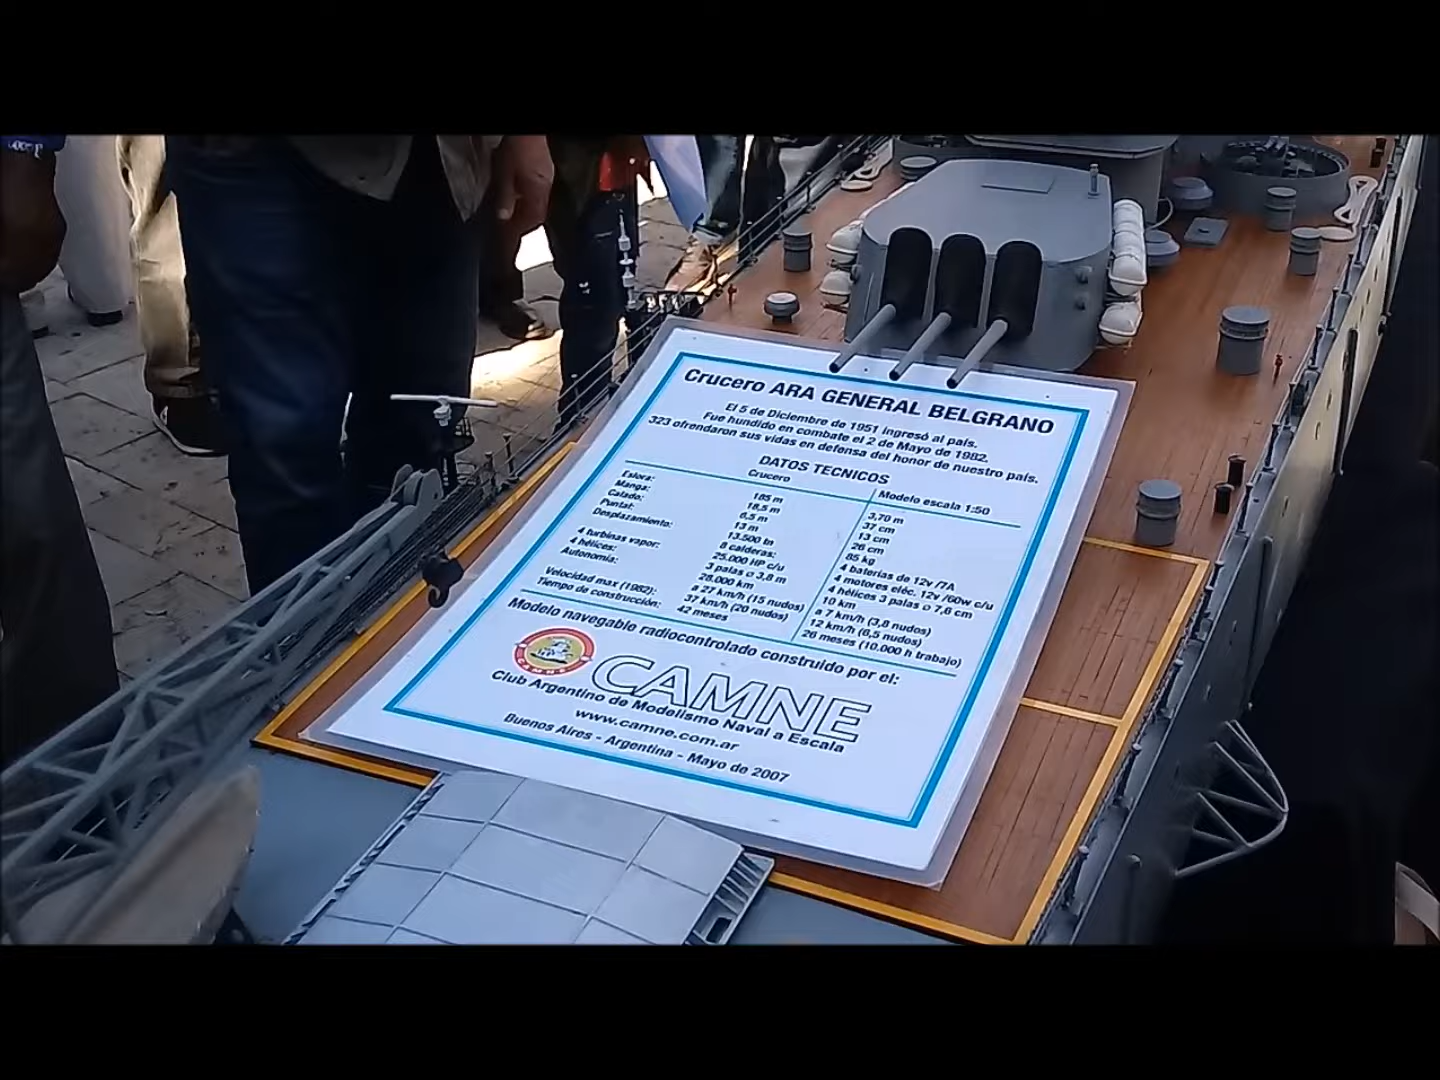 Crucero ARA GENERAL BELGRANO
El 5 de Diciembre de 1951 ingresó al país.
Fue hundido en combate el 2 de Mayo de 1982.
323 ofrendaron sus vidas en defensa del honor de nuestro país.
DATOS TECNICOS
Crucero Modelo escala 1:50
Eslora: 185 m 3,70 m
Manga: 18,5 m 37 cm
Calado: 6,5 m 13 cm
Puntal: 13 m 26 cm
Desplazamiento: 13.500 tn 85 kg
8 calderas: 4 baterías de 12v /7A
4 turbinas vapor: 25.000 HP c/u 4 motores eléc. 12v /60w c/u
4 hélices: 3 palas o 3,8 m 4 hélices 3 palas o 7,6 cm
Autonomía: 28.000 km 10 km
a 27 km/h (15 nudos) a 7 km/h (3,8 nudos)
Velocidad max (1982): 37 km/h (20 nudos) 12 km/h (6,5 nudos)
Tiempo de construcción: 42 meses 26 meses (10.000 h trabajo)
Modelo navegable radiocontrolado construido por el:
CAMNE
CAMNE
Club Argentino de Modelismo Naval a Escala
www.camne.com.ar
Buenos Aires - Argentina - Mayo de 2007